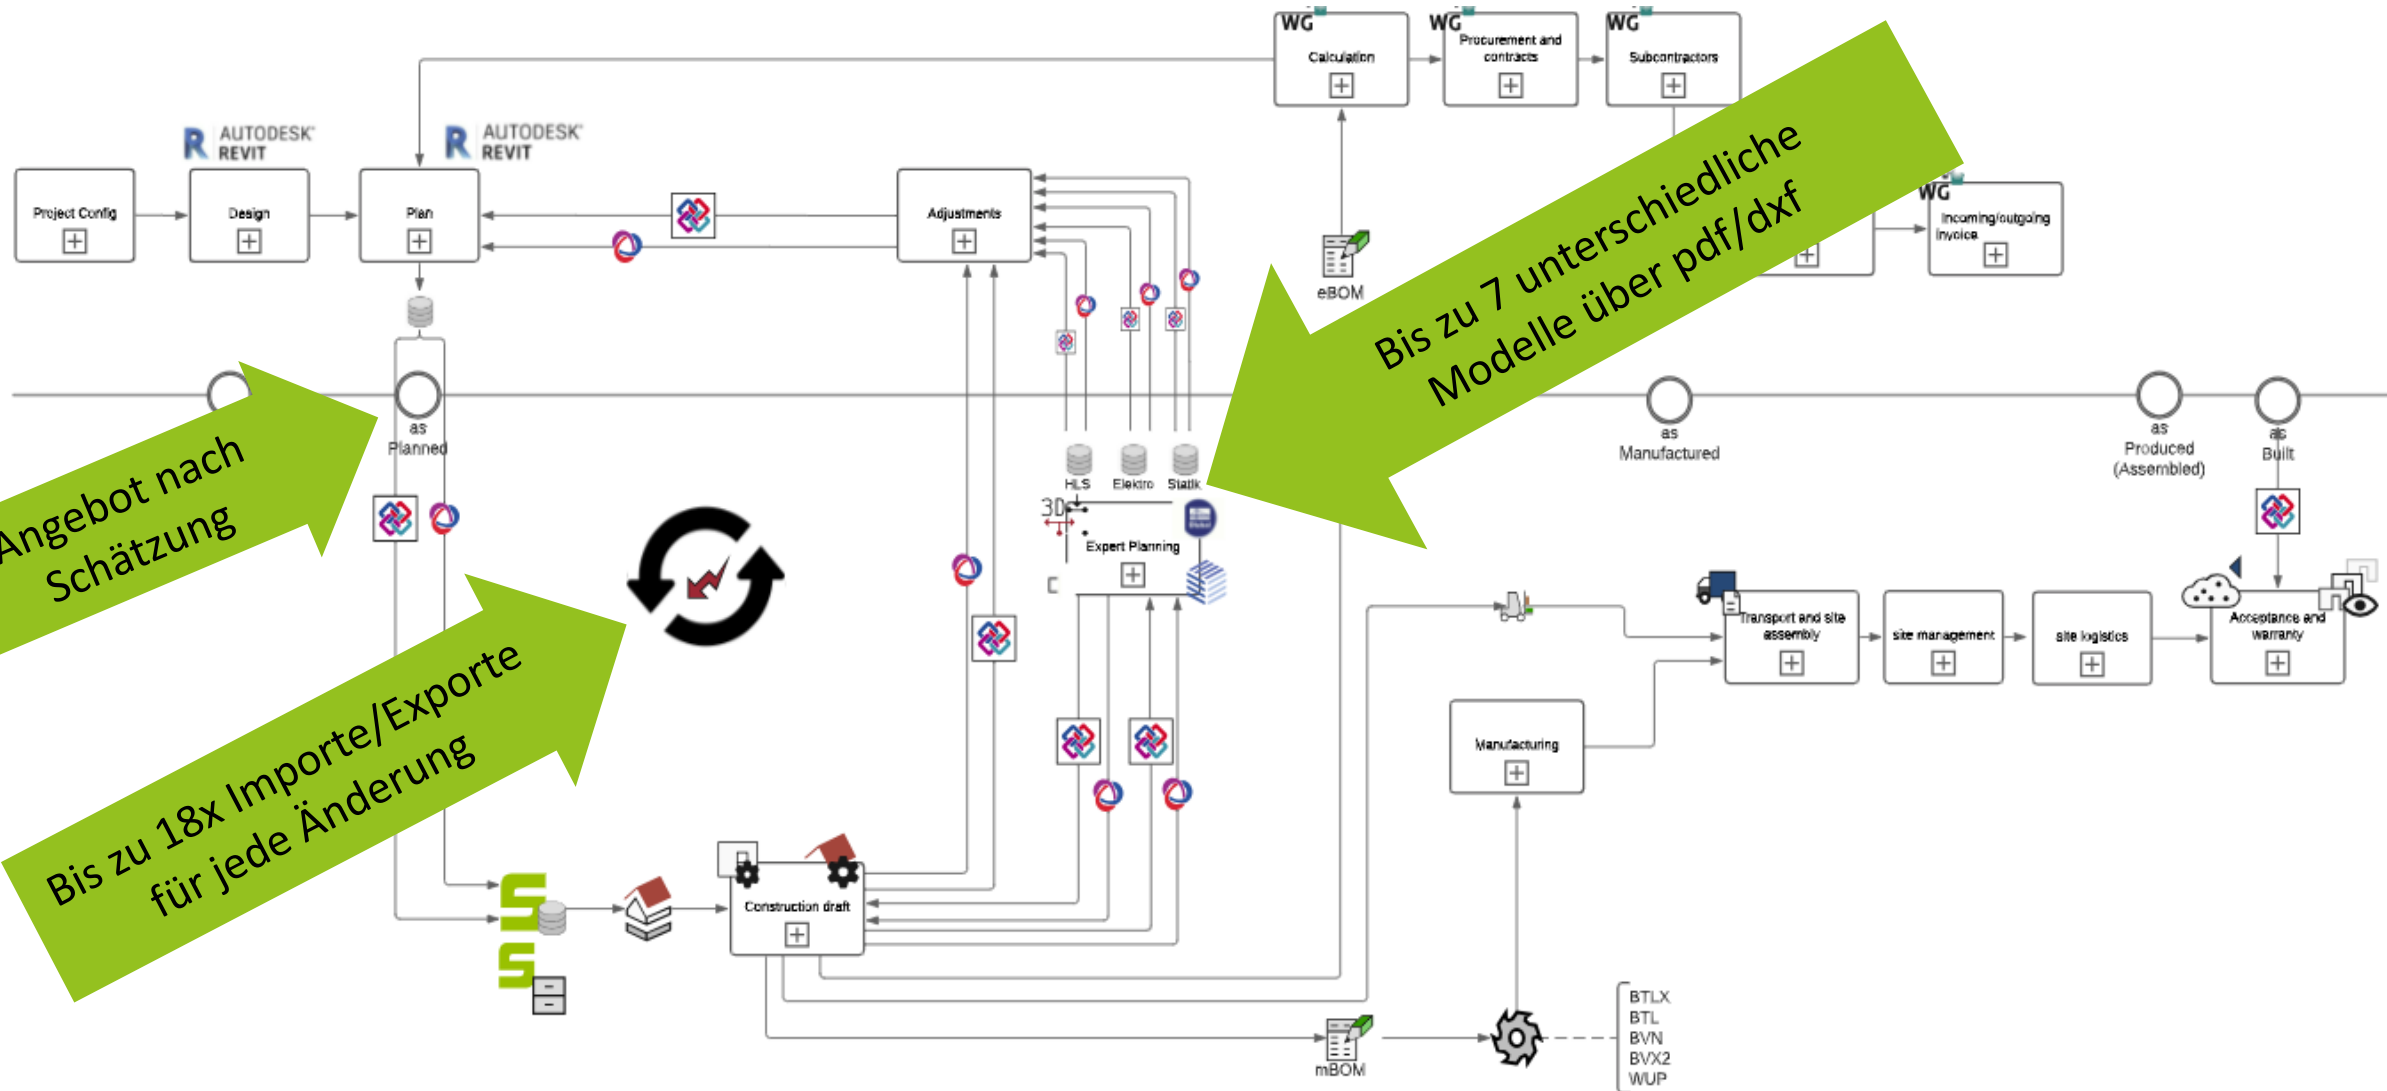 WG
Calculation
WG
Procurement and
contracts
WG
Subcontractors
AUTODESK®
REVIT
AUTODESK®
REVIT
Project Config
Design
Plan
Adjustments
WG
Incoming/outgoing
invoice
eBOM
Bis zu 7 unterschiedliche
Modelle über pdf/dxf
as
Planned
as
Manufactured
as
Produced
(Assembled)
as
Built
Angebot nach
Schätzung
HLS
Elektro
Statik
3D
Expert Planning
Bis zu 18x Importe/Exporte
für jede Änderung
Transport and site
assembly
site management
site logistics
Acceptance and
warranty
Manufacturing
Construction draft
mBOM
BTLX
BTL
BVN
BVX2
WUP